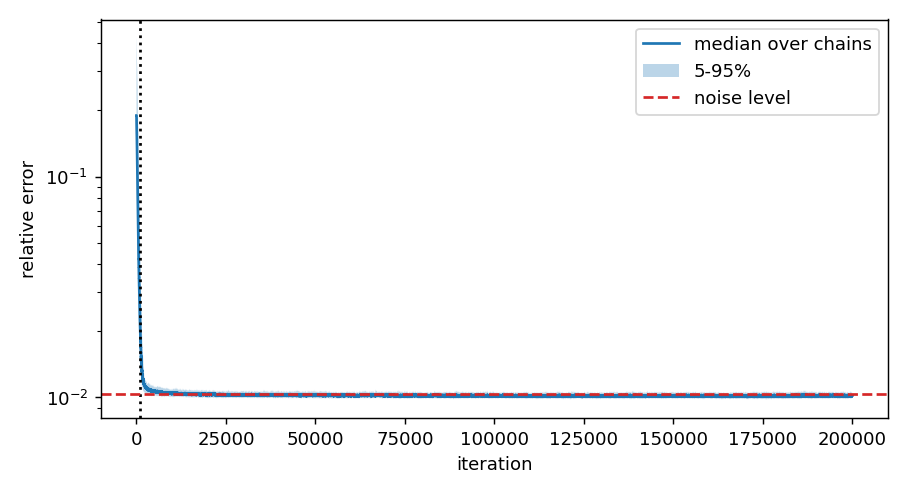 median over chains
5-95%
noise level
relative error
10⁻¹
10⁻²
0 25000 50000 75000 100000 125000 150000 175000 200000
iteration